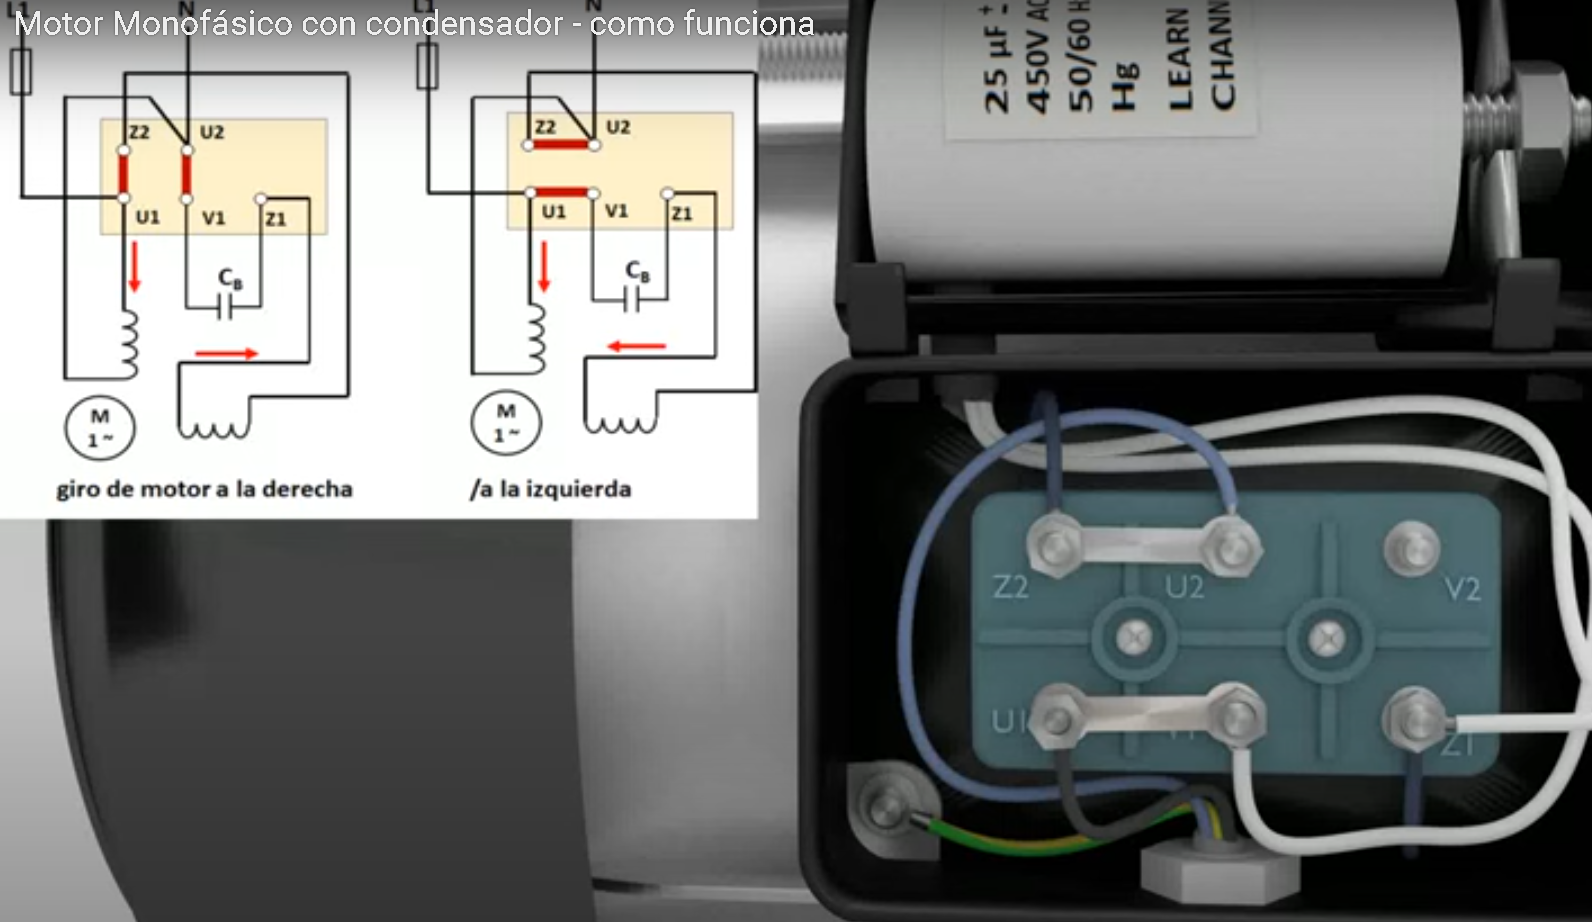 Motor Monofásico con condensador - como funciona
L1
N
Z2
U2
U1
V1
Z1
C_B
M
1 ~
giro de motor a la derecha
L1
N
Z2
U2
U1
V1
Z1
C_B
M
1 ~
/a la izquierda
25 µF ±
450V AC
50/60 H
Hg
LEARN
CHANN
Z2
U2
V2
U1
Z1